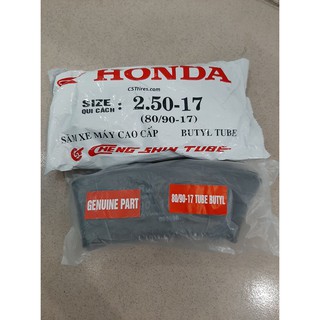 HONDA
CSTtires.com
SIZE : 2.50-17
QUI CÁCH
(80/90-17)
SĂM XE MÁY CAO CẤP BUTYL TUBE
CHENG SHIN TUBE
GENUINE PART
80/90-17 TUBE BUTYL